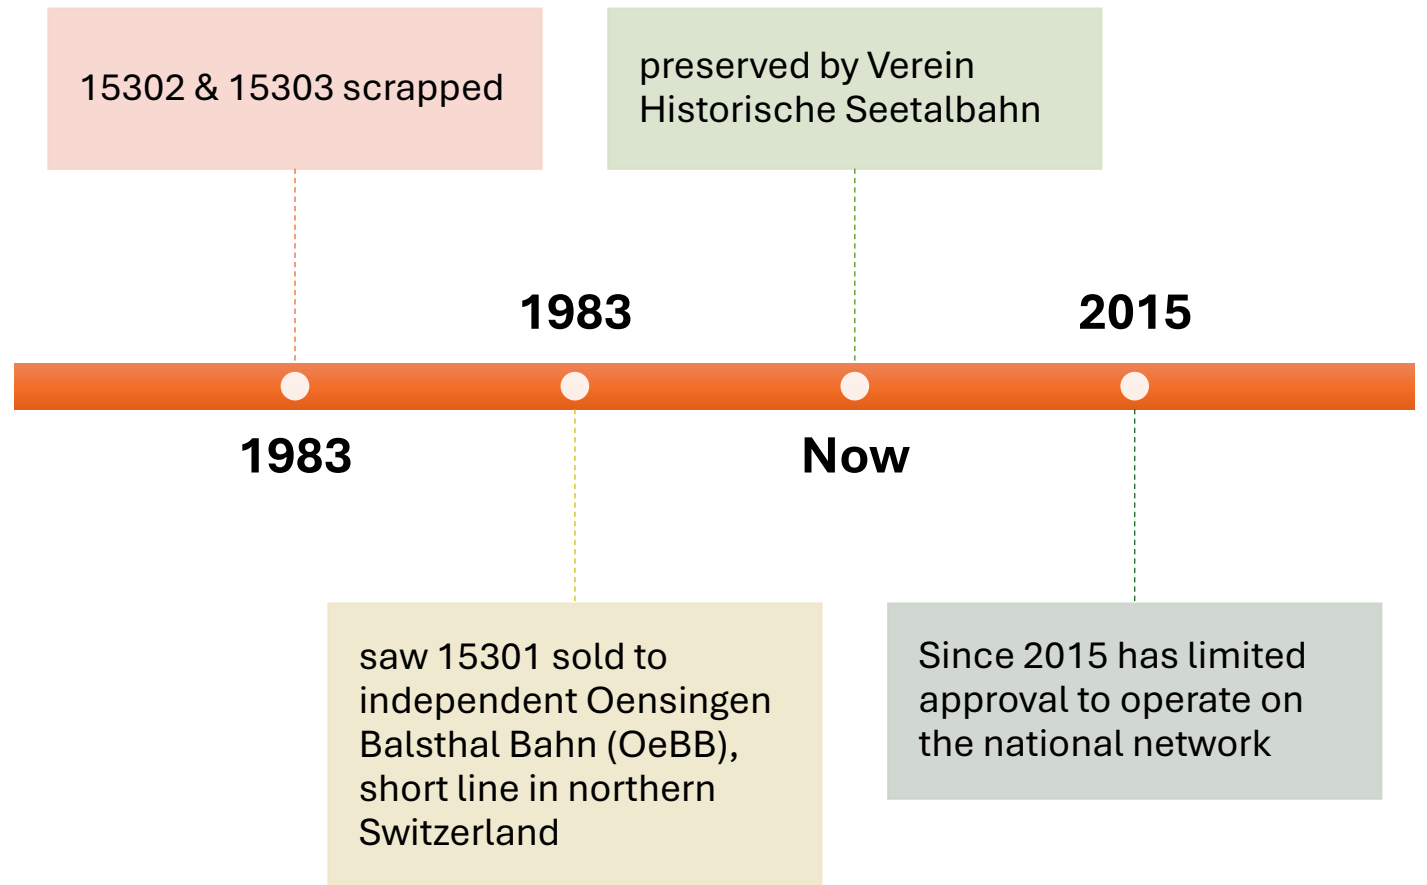 15302 & 15303 scrapped
preserved by Verein
Historische Seetalbahn
1983
2015
1983
Now
saw 15301 sold to
independent Oensingen
Balsthal Bahn (OeBB),
short line in northern
Switzerland
Since 2015 has limited
approval to operate on
the national network